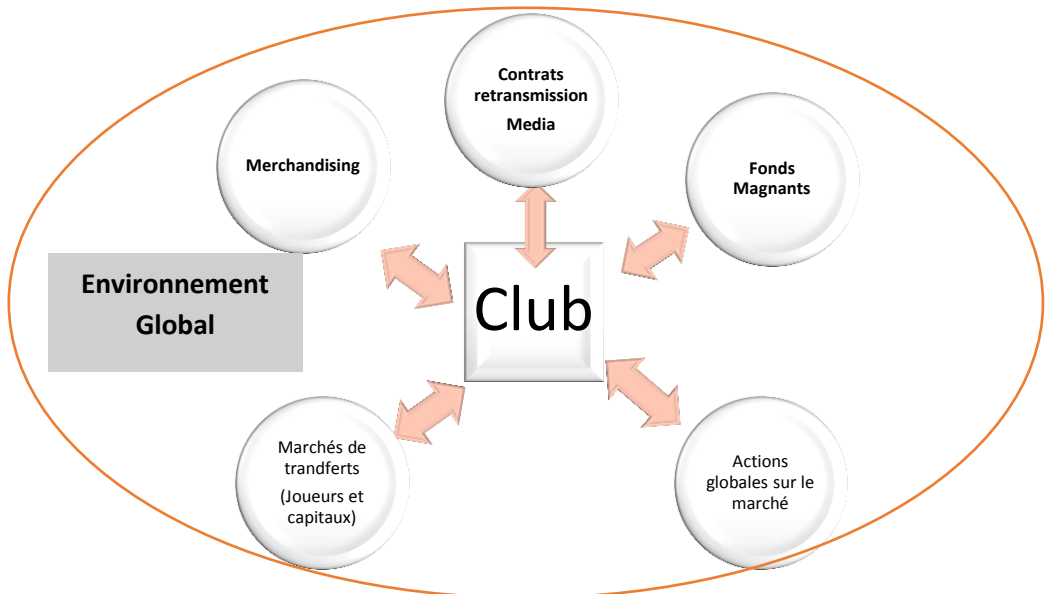 Contrats
retransmission
Media
Merchandising
Fonds
Magnants
Environnement
Global
Club
Marchés de
trandferts
(Joueurs et
capitaux)
Actions
globales sur le
marché